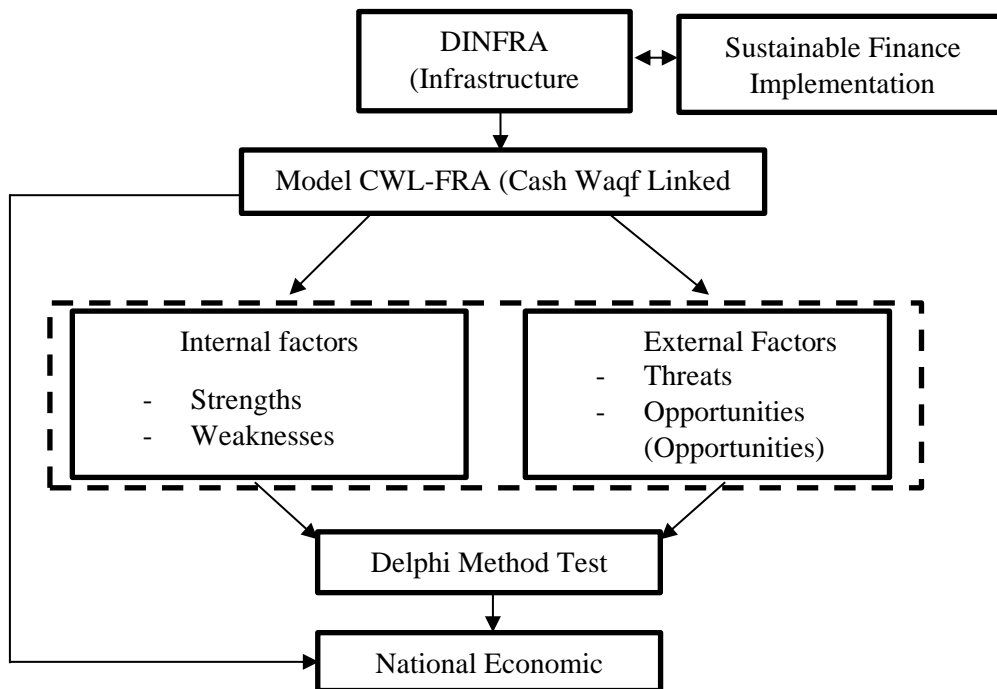 DINFRA
(Infrastructure
Sustainable Finance
Implementation
Model CWL-FRA (Cash Waqf Linked
Internal factors
- Strengths
- Weaknesses
External Factors
- Threats
- Opportunities
(Opportunities)
Delphi Method Test
National Economic